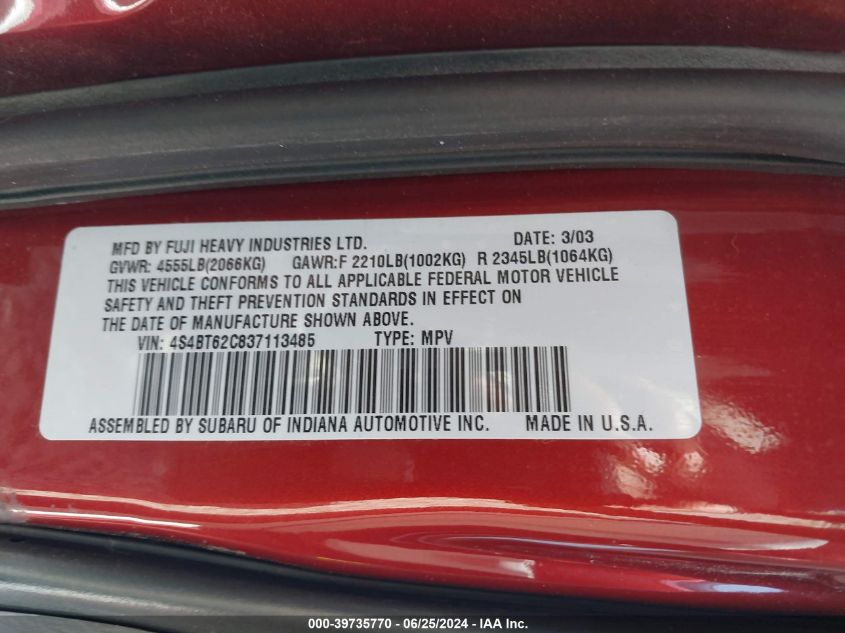 MFD BY FUJI HEAVY INDUSTRIES LTD. DATE: 3/03
GVWR: 4555LB(2066KG) GAWR:F 2210LB(1002KG) R 2345LB(1064KG)
THIS VEHICLE CONFORMS TO ALL APPLICABLE FEDERAL MOTOR VEHICLE
SAFETY AND THEFT PREVENTION STANDARDS IN EFFECT ON
THE DATE OF MANUFACTURE SHOWN ABOVE.
VIN: 4S4BT62C837113485 TYPE: MPV
ASSEMBLED BY SUBARU OF INDIANA AUTOMOTIVE INC. MADE IN U.S.A.
000-39735770 - 06/25/2024 - IAA Inc.